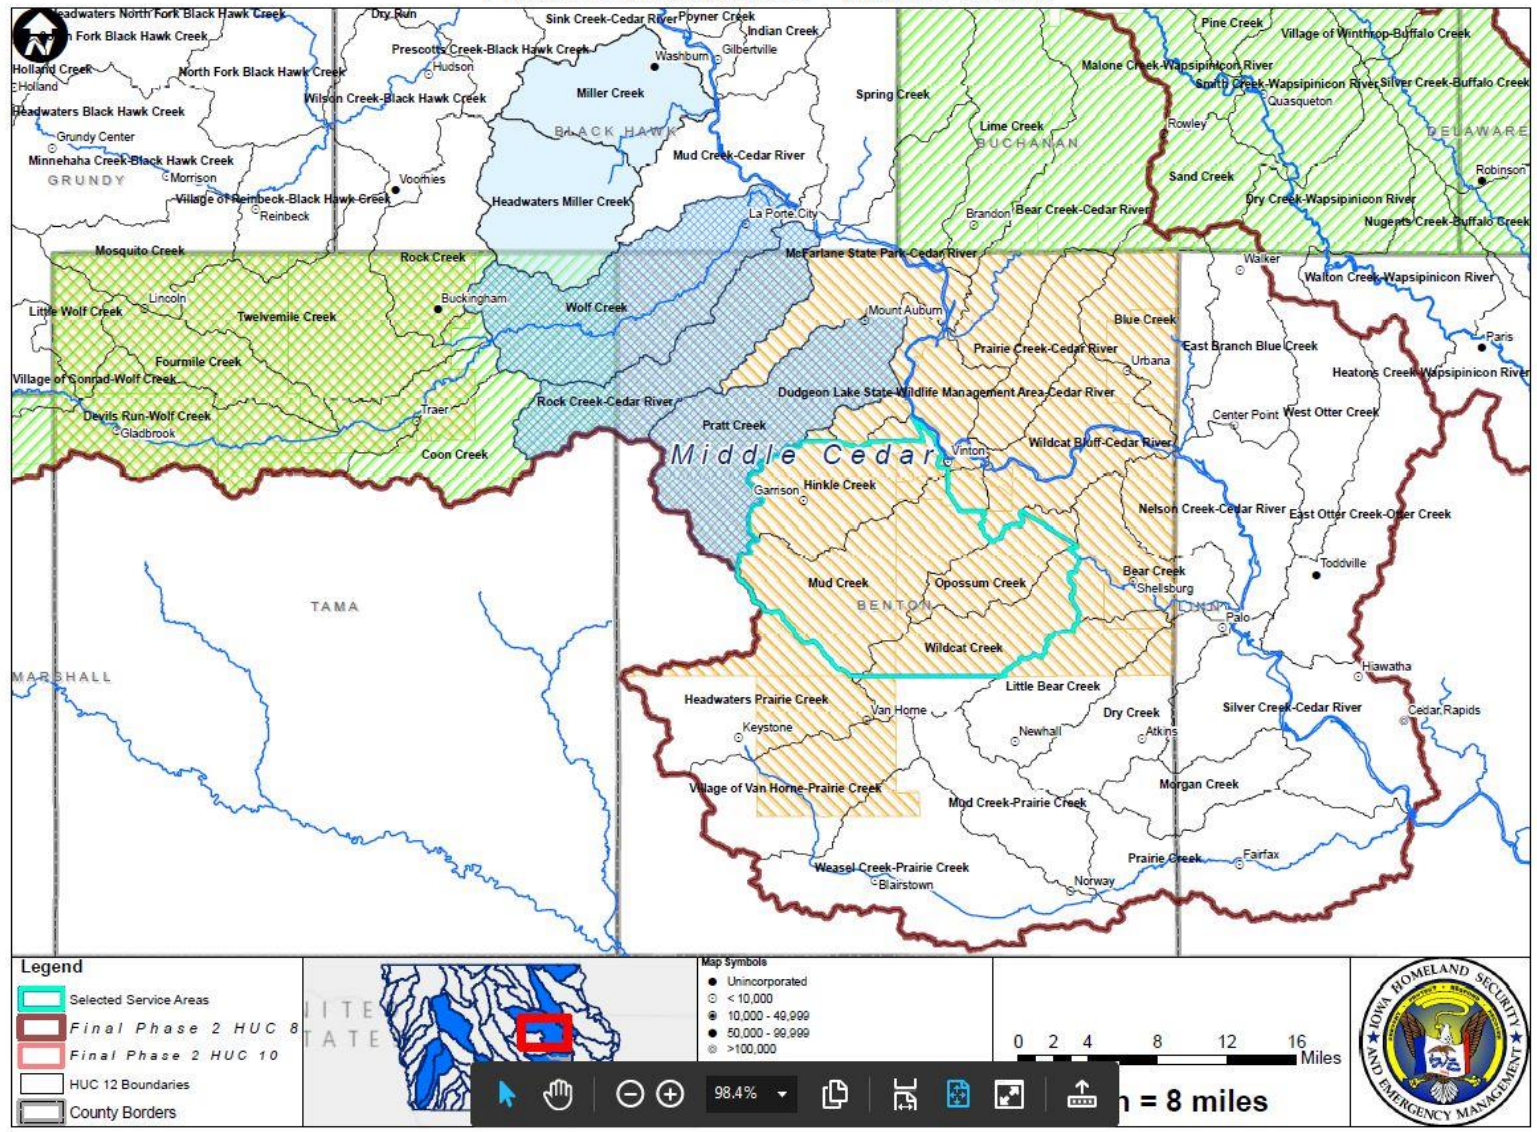 Headwaters North Fork Black Hawk Creek
Dry Run
Sink Creek-Cedar River
Poyner Creek
Indian Creek
Pine Creek
Village of Winthrop-Buffalo Creek
Fork Black Hawk Creek
Prescotts Creek-Black Hawk Creek
Washburn
Gilbertville
Holland Creek
North Fork Black Hawk Creek
Hudson
Malone Creek-Wapsipinicon River
Holland
Wilson Creek-Black Hawk Creek
Miller Creek
Spring Creek
Smith Creek-Wapsipinicon River
Silver Creek-Buffalo Creek
Quasqueton
Headwaters Black Hawk Creek
Grundy Center
BLACK HAWK
Lime Creek
BUCHANAN
Rowley
DELAWARE
Minnehaha Creek-Black Hawk Creek
Mud Creek-Cedar River
GRUNDY
Morrison
Voorhies
Sand Creek
Robinson
Village of Reinbeck-Black Hawk Creek
Reinbeck
Headwaters Miller Creek
La Porte City
Brandon
Bear Creek-Cedar River
Dry Creek-Wapsipinicon River
Nugents Creek-Buffalo Creek
Mosquito Creek
Rock Creek
McFarlane State Park-Cedar River
Walker
Walton Creek-Wapsipinicon River
Lincoln
Buckingham
Little Wolf Creek
Twelvemile Creek
Wolf Creek
Mount Auburn
Blue Creek
Paris
Fourmile Creek
Prairie Creek-Cedar River
Urbana
East Branch Blue Creek
Heatons Creek-Wapsipinicon River
Village of Conrad-Wolf Creek
Dudgeon Lake State Wildlife Management Area-Cedar River
Devils Run-Wolf Creek
Gladbrook
Traer
Rock Creek-Cedar River
Pratt Creek
Center Point
West Otter Creek
Coon Creek
Middle Cedar
Vinton
Wildcat Bluff-Cedar River
Garrison
Hinkle Creek
Nelson Creek-Cedar River
East Otter Creek-Otter Creek
Mud Creek
Opossum Creek
Bear Creek
Shellsburg
Toddville
TAMA
BENTON
LINN
Palo
Wildcat Creek
Hiawatha
MARSHALL
Little Bear Creek
Headwaters Prairie Creek
Van Horne
Dry Creek
Silver Creek-Cedar River
Cedar Rapids
Keystone
Newhall
Atkins
Village of Van Horne-Prairie Creek
Mud Creek-Prairie Creek
Morgan Creek
Weasel Creek-Prairie Creek
Blairstown
Prairie Creek
Fairfax
Norway
Legend
Selected Service Areas
Final Phase 2 HUC 8
Final Phase 2 HUC 10
HUC 12 Boundaries
County Borders
NITE
TATE
Map Symbols
Unincorporated
< 10,000
10,000 - 49,999
50,000 - 99,999
>100,000
0 2 4 8 12 16
Miles
= 8 miles
98.4%
IOWA HOMELAND SECURITY
AND EMERGENCY MANAGEMENT